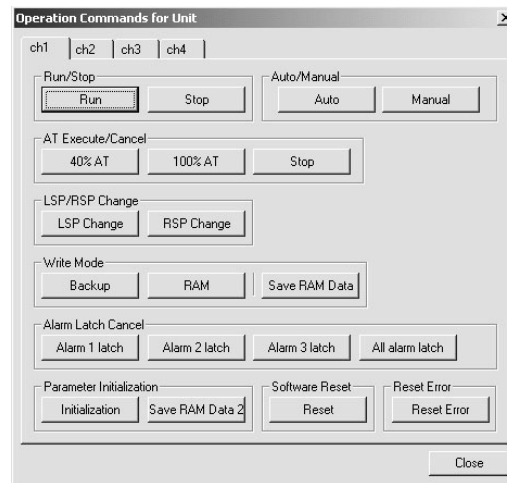 Operation Commands for Unit
ch1 ch2 ch3 ch4
Run/Stop Auto/Manual
Run Stop Auto Manual
AT Execute/Cancel
40% AT 100% AT Stop
LSP/RSP Change
LSP Change RSP Change
Write Mode
Backup RAM Save RAM Data
Alarm Latch Cancel
Alarm 1 latch Alarm 2 latch Alarm 3 latch All alarm latch
Parameter Initialization Software Reset Reset Error
Initialization Save RAM Data 2 Reset Reset Error
Close